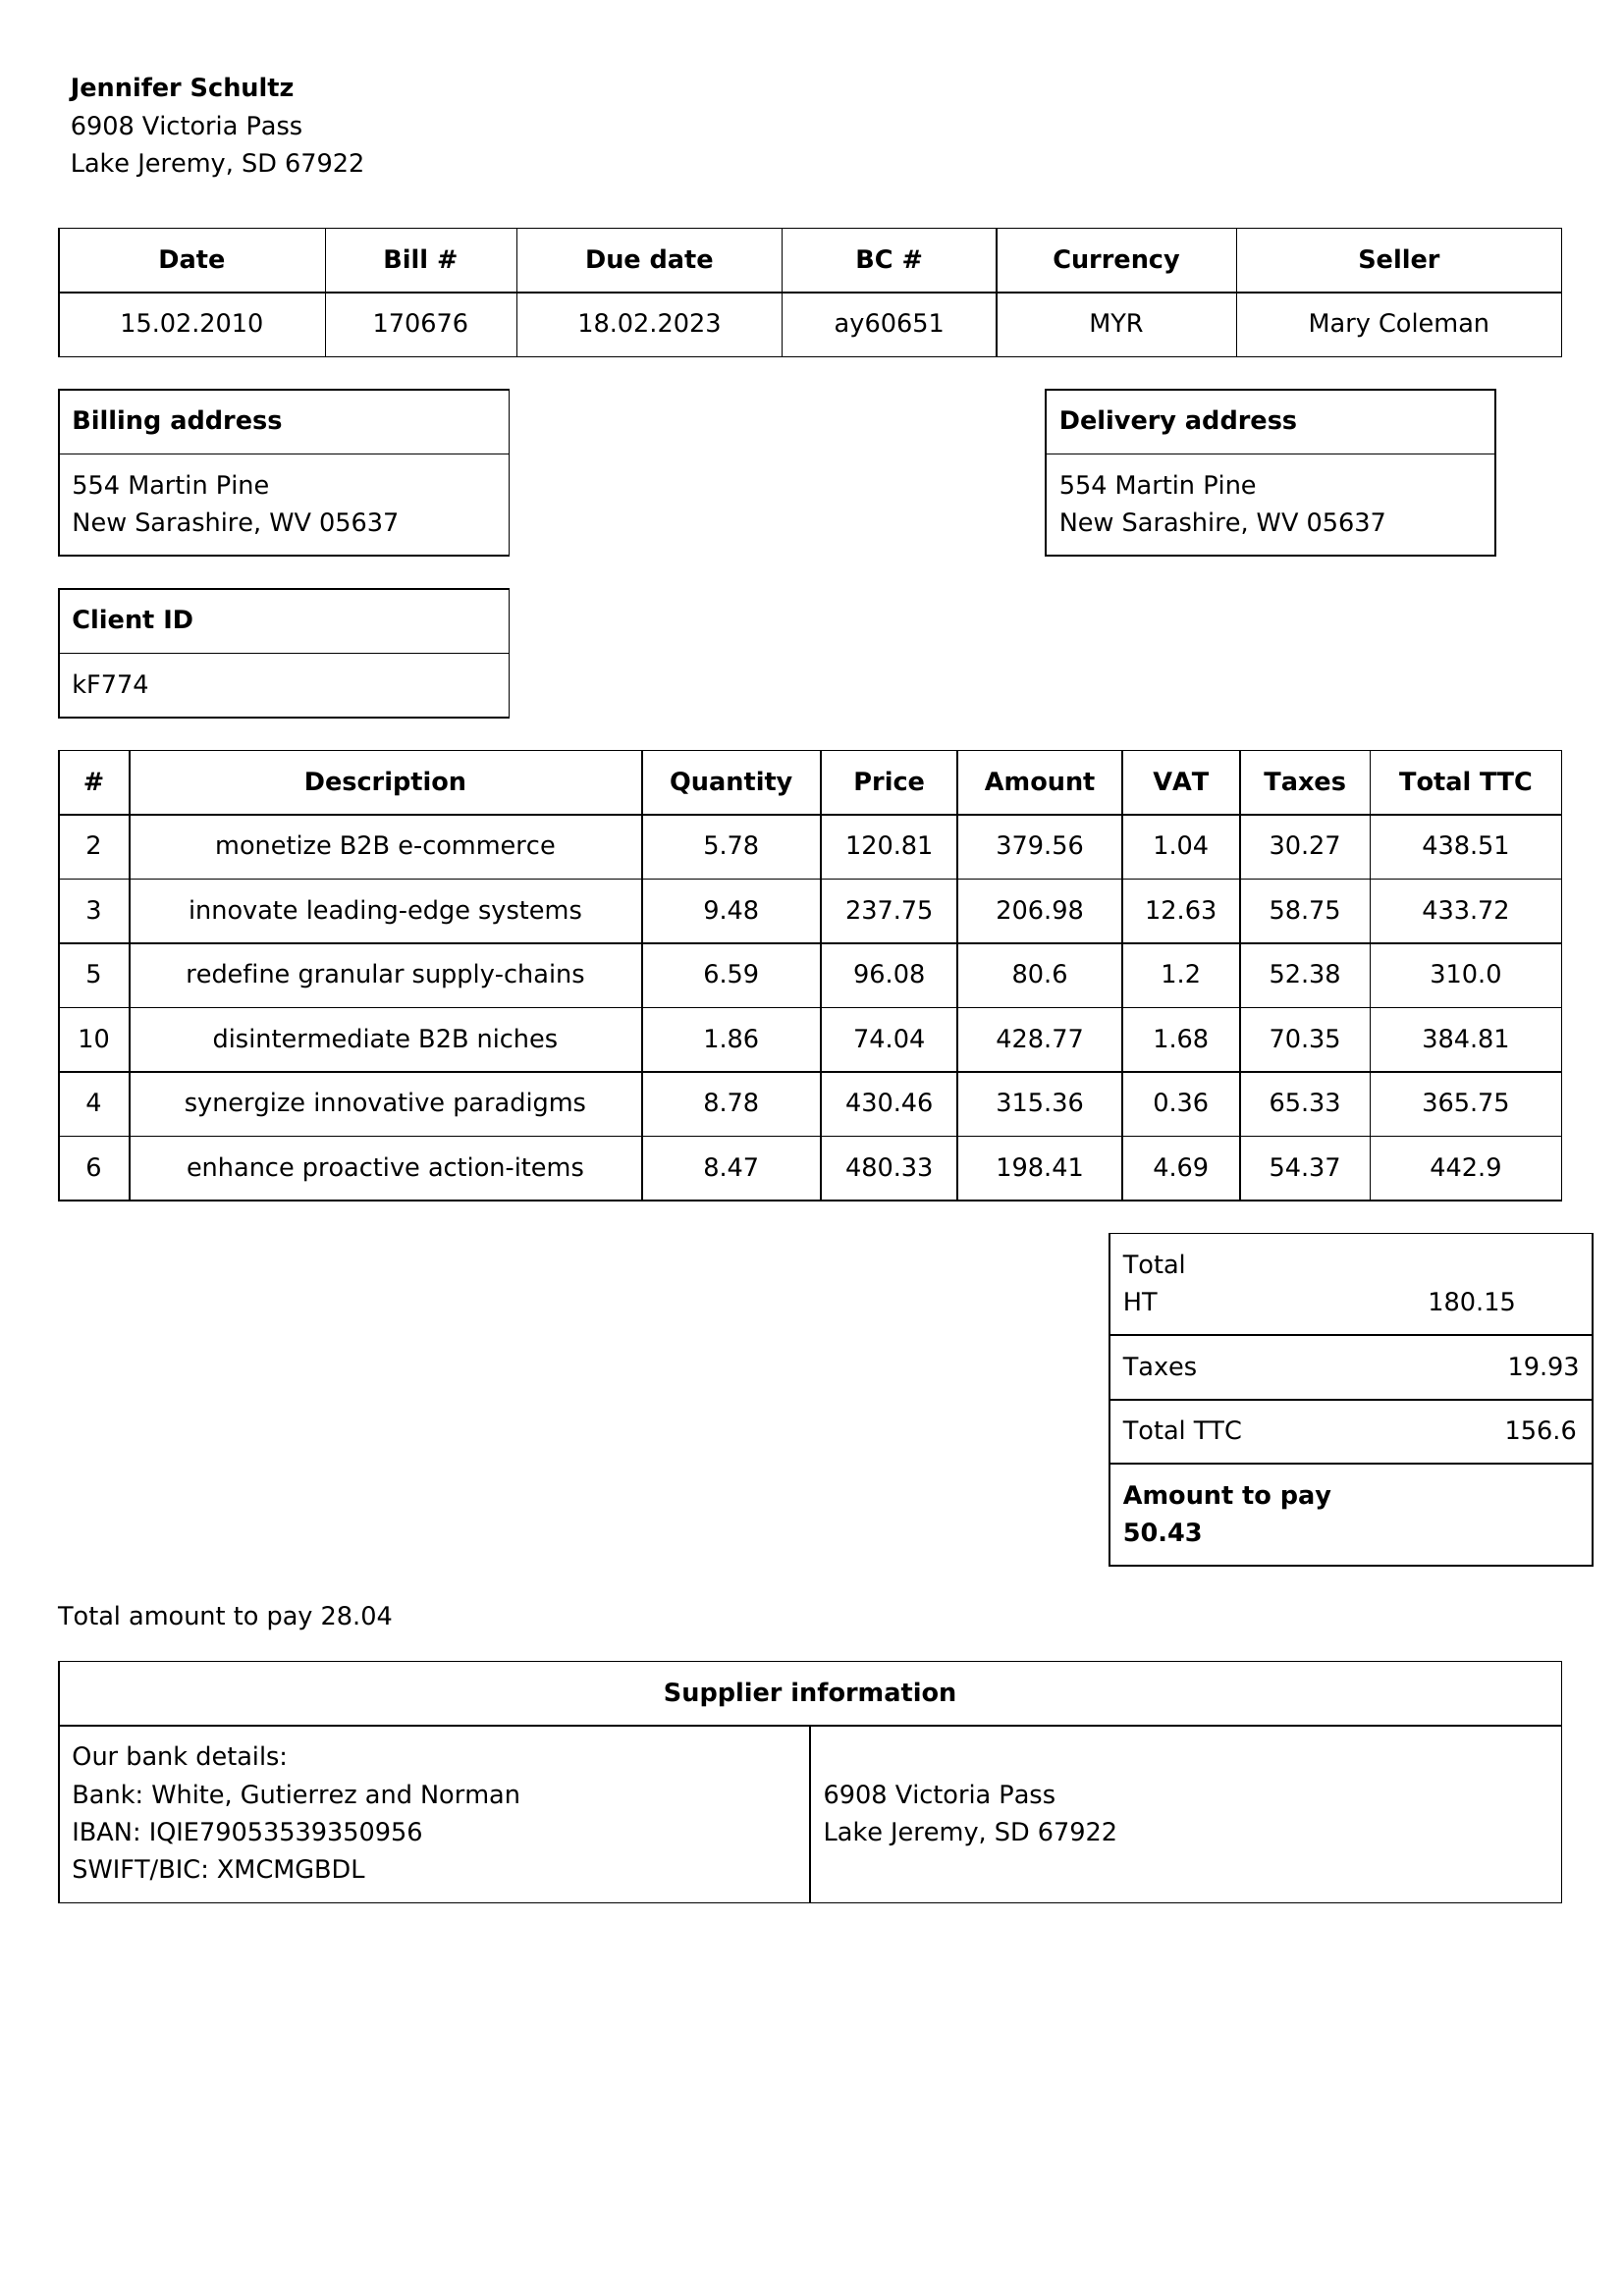 Jennifer Schultz
6908 Victoria Pass
Lake Jeremy, SD 67922
Date Bill # Due date BC # Currency Seller
15.02.2010 170676 18.02.2023 ay60651 MYR Mary Coleman
Billing address
554 Martin Pine
New Sarashire, WV 05637
Delivery address
554 Martin Pine
New Sarashire, WV 05637
Client ID
kF774
# Description Quantity Price Amount VAT Taxes Total TTC
2 monetize B2B e-commerce 5.78 120.81 379.56 1.04 30.27 438.51
3 innovate leading-edge systems 9.48 237.75 206.98 12.63 58.75 433.72
5 redefine granular supply-chains 6.59 96.08 80.6 1.2 52.38 310.0
10 disintermediate B2B niches 1.86 74.04 428.77 1.68 70.35 384.81
4 synergize innovative paradigms 8.78 430.46 315.36 0.36 65.33 365.75
6 enhance proactive action-items 8.47 480.33 198.41 4.69 54.37 442.9
Total
HT 180.15
Taxes 19.93
Total TTC 156.6
Amount to pay
50.43
Total amount to pay 28.04
Supplier information
Our bank details:
Bank: White, Gutierrez and Norman
IBAN: IQIE79053539350956
SWIFT/BIC: XMCMGBDL
6908 Victoria Pass
Lake Jeremy, SD 67922